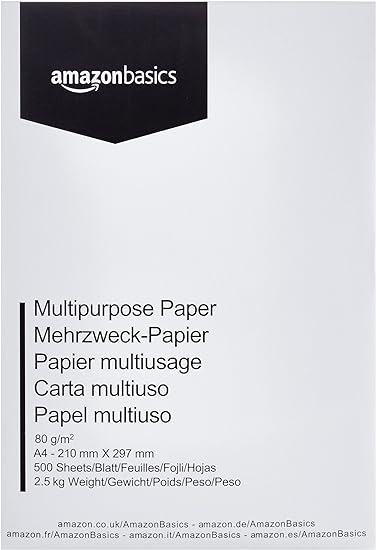 amazonbasics
Multipurpose Paper
Mehrzweck-Papier
Papier multiusage
Carta multiuso
Papel multiuso
80 g/m²
A4 - 210 mm X 297 mm
500 Sheets/Blatt/Feuilles/Fojli/Hojas
2.5 kg Weight/Gewicht/Poids/Peso/Peso
amazon.co.uk/AmazonBasics - amazon.de/AmazonBasics
amazon.fr/AmazonBasics - amazon.it/AmazonBasics - amazon.es/AmazonBasics